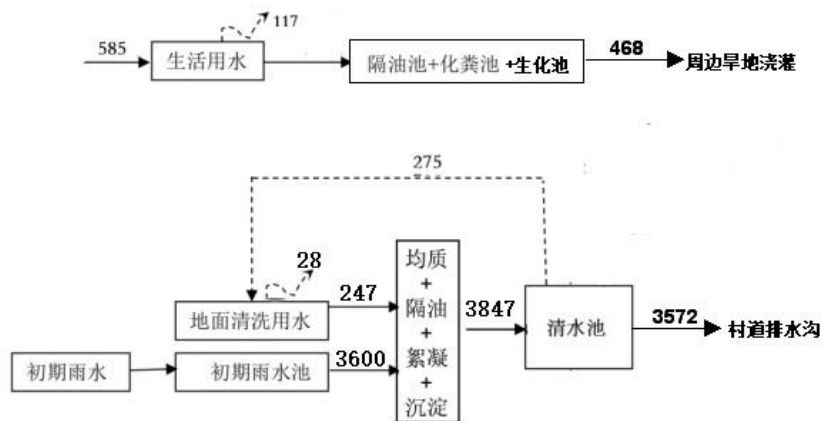 117
585
生活用水
隔油池+化粪池+生化池
468
周边旱地浇灌
275
28
地面清洗用水
247
均质
+
隔油
+
絮凝
+
沉淀
3847
清水池
3572
村道排水沟
初期雨水
初期雨水池
3600